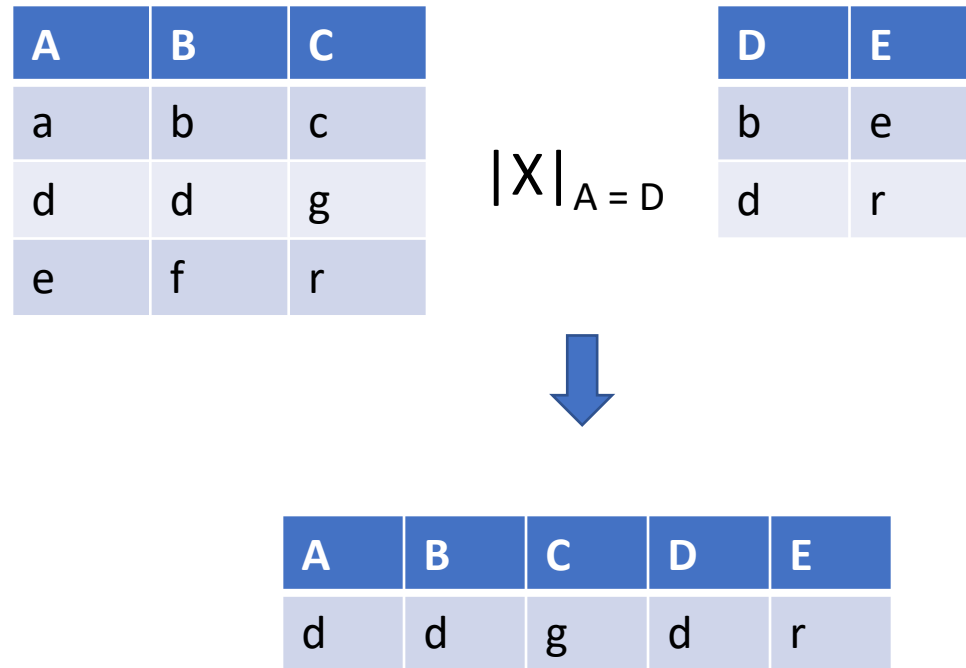 A B C
a b c
d d g
e f r
|X| A = D
D E
b e
d r
A B C D E
d d g d r